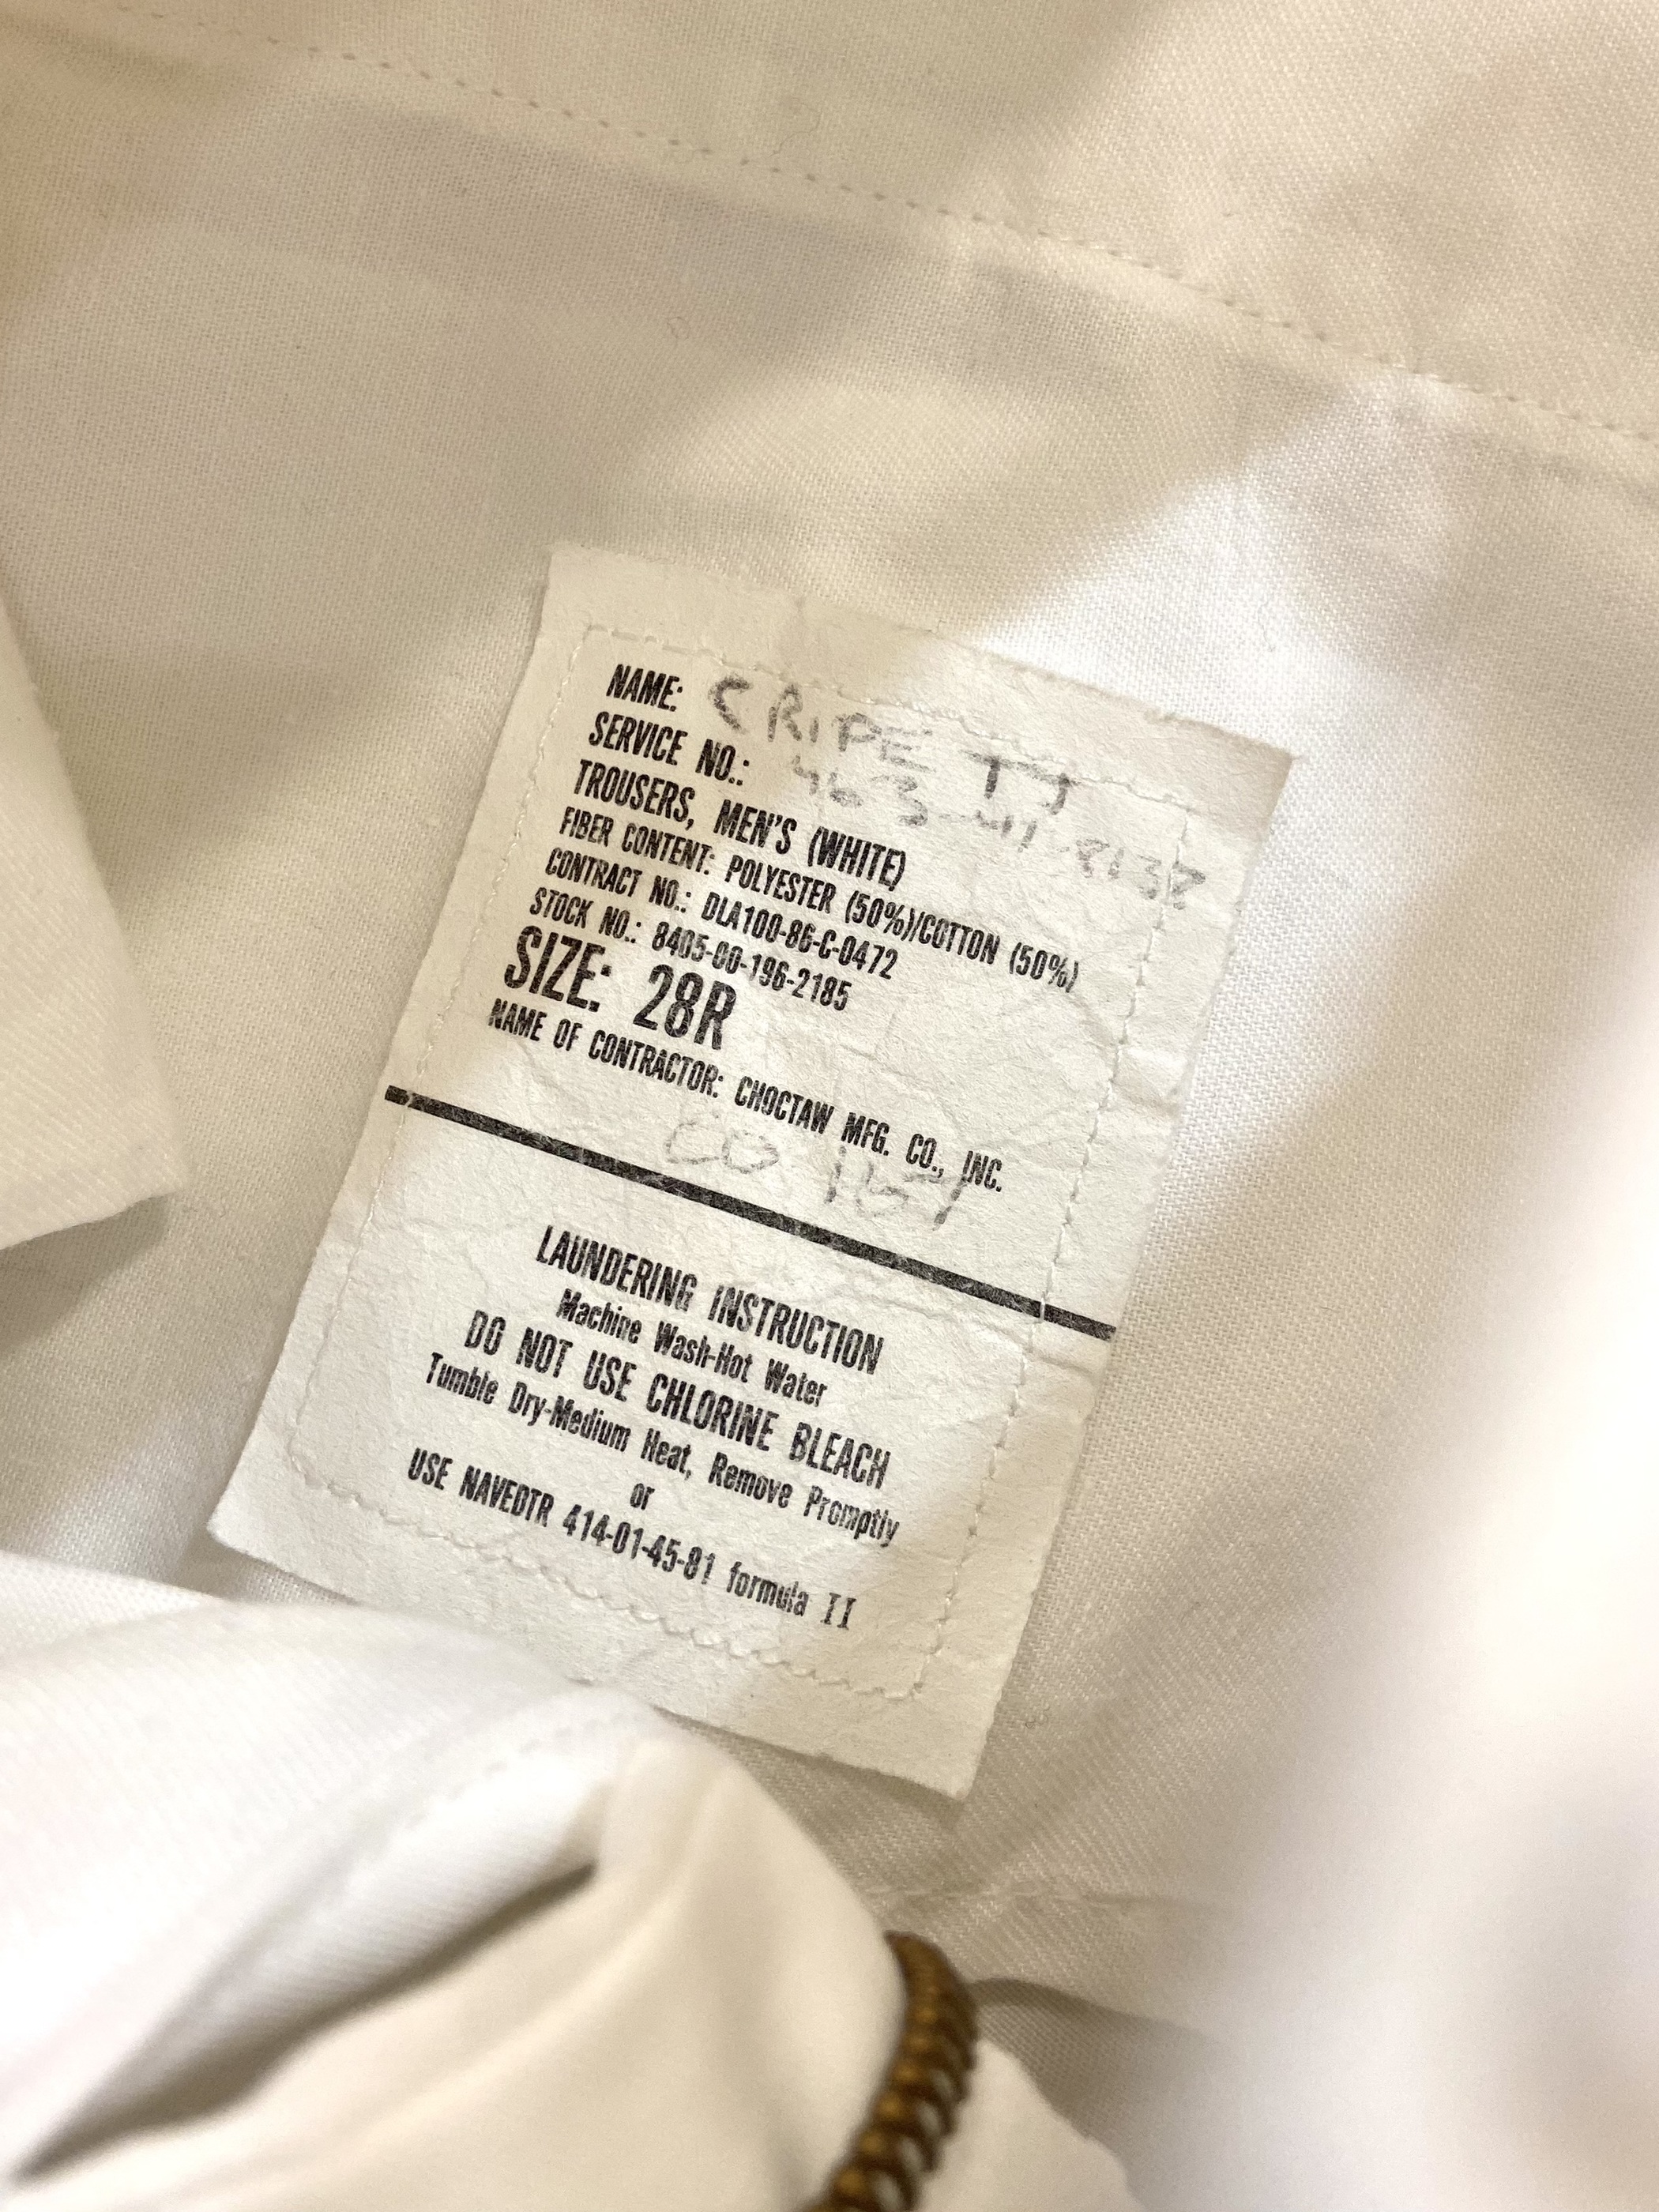 NAME: CRIPE TJ
SERVICE NO.:
TROUSERS, MEN'S (WHITE)
FIBER CONTENT: POLYESTER (50%)/COTTON (50%)
CONTRACT NO.: DLA100-86-C-0472
STOCK NO.: 8405-00-196-2185
SIZE: 28R
NAME OF CONTRACTOR: CHOCTAW MFG. CO., INC.
CO
LAUNDERING INSTRUCTION
Machine Wash-Hot Water
DO NOT USE CHLORINE BLEACH
Tumble Dry-Medium Heat, Remove Promptly
or
USE NAVEDTR 414-01-45-81 formula II